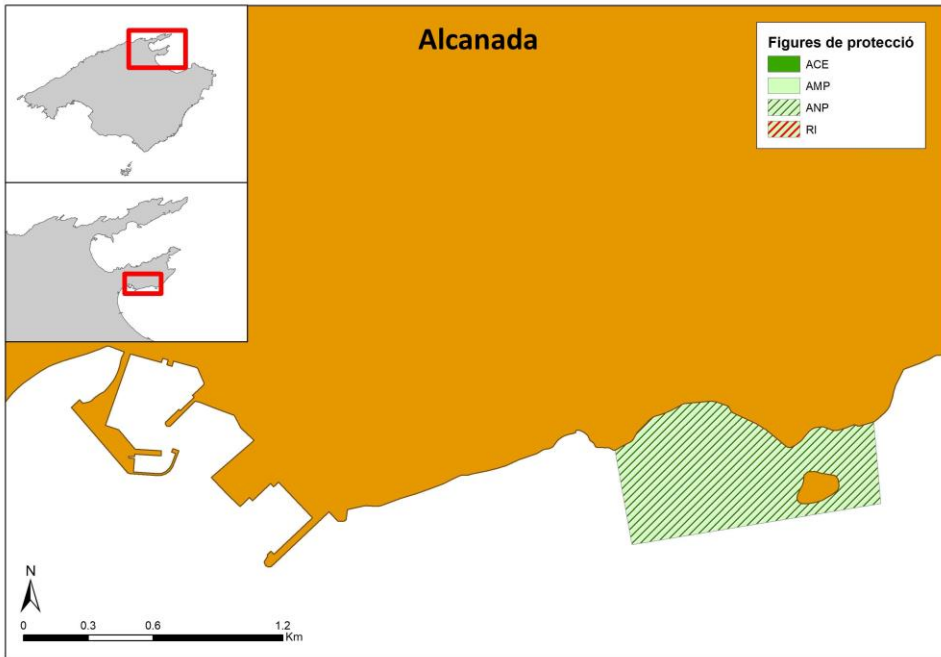 Alcanada
Figures de protecció
ACE
AMP
ANP
RI
N
0 0.3 0.6 1.2
Km